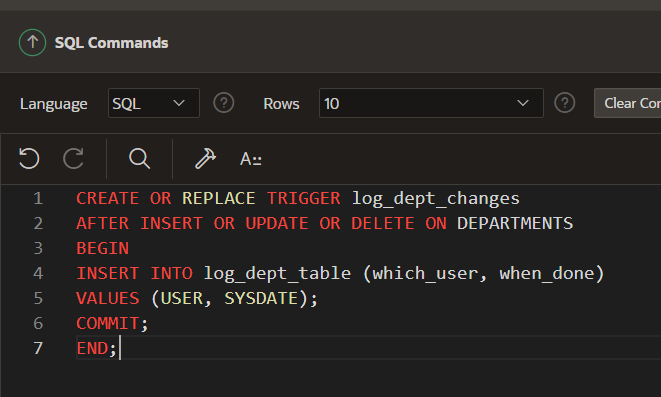 SQL Commands
Language SQL ? Rows 10 ? Clear Con
A::
1 CREATE OR REPLACE TRIGGER log_dept_changes
2 AFTER INSERT OR UPDATE OR DELETE ON DEPARTMENTS
3 BEGIN
4 INSERT INTO log_dept_table (which_user, when_done)
5 VALUES (USER, SYSDATE);
6 COMMIT;
7 END;